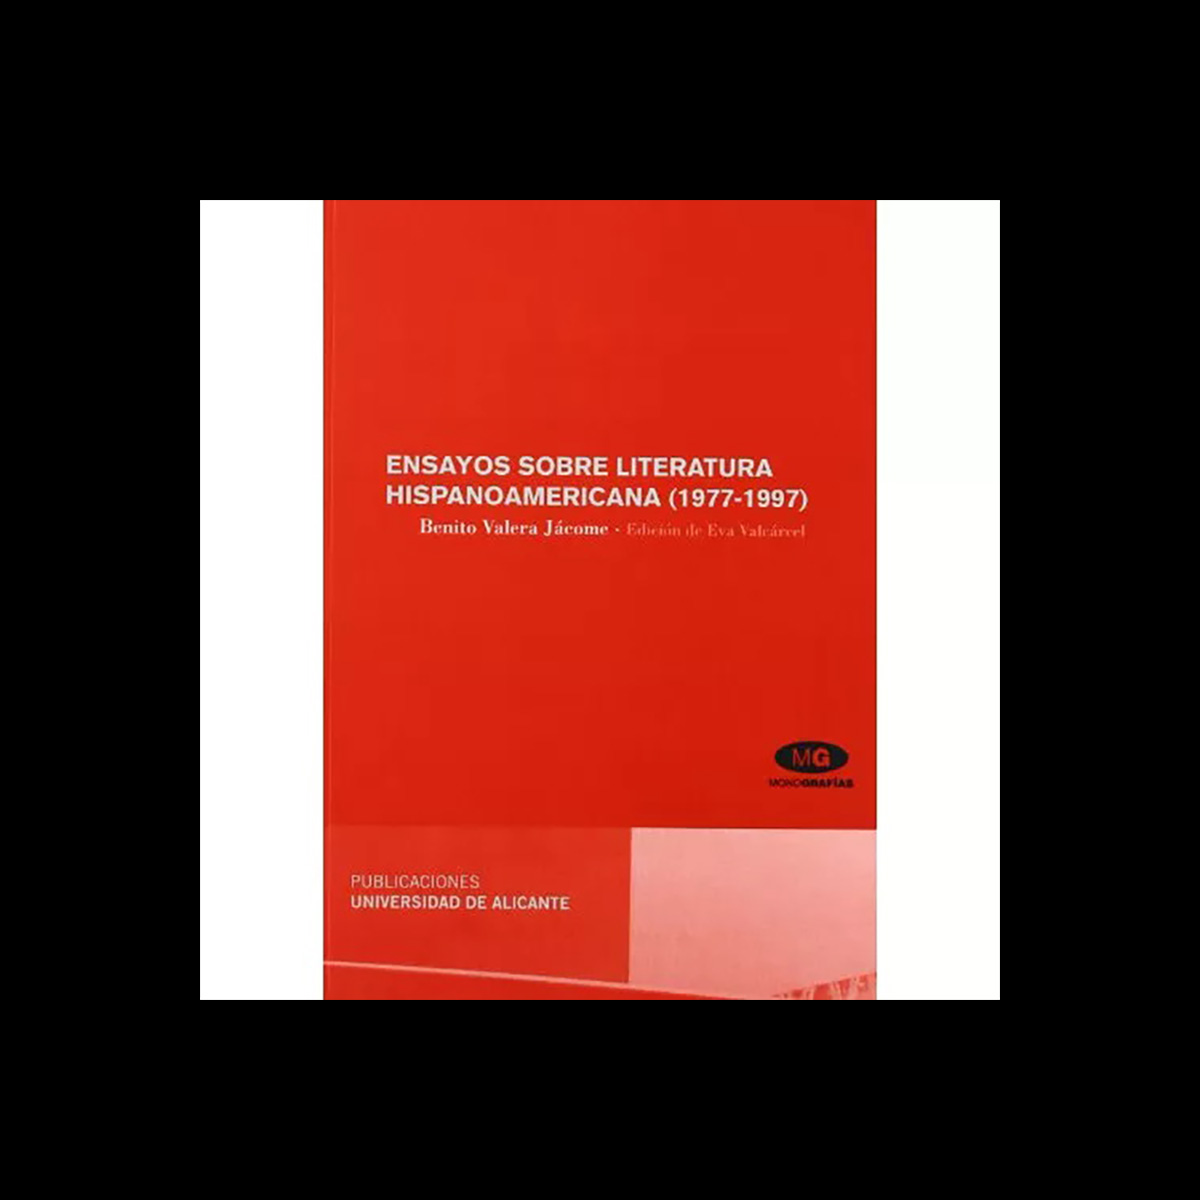 ENSAYOS SOBRE LITERATURA
HISPANOAMERICANA (1977-1997)
Benito Valera Jácome · Edición de Eva Valcárcel
MG
MONOGRAFÍAS
PUBLICACIONES
UNIVERSIDAD DE ALICANTE